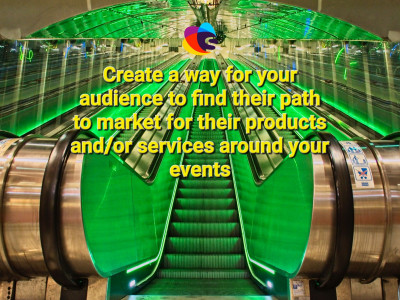 Create a way for your
audience to find their path
to market for their products
and/or services around your
events